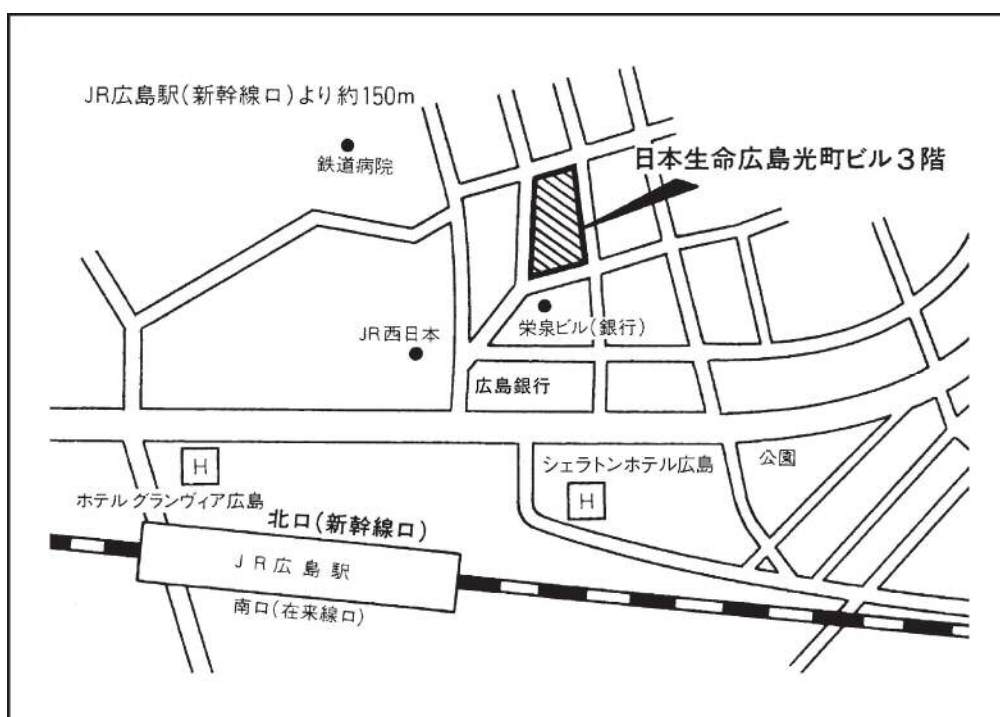 JR広島駅(新幹線口)より約150m
鉄道病院
日本生命広島光町ビル3階
栄泉ビル(銀行)
JR西日本
広島銀行
シェラトンホテル広島
公園
H
H
ホテルグランヴィア広島
北口(新幹線口)
JR広島駅
南口(在来線口)